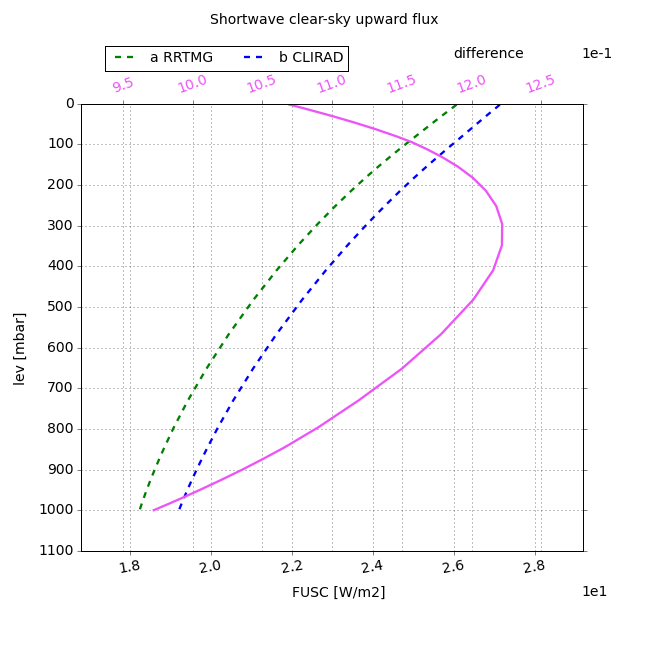 Shortwave clear-sky upward flux
a RRTMG b CLIRAD difference 1e-1
9.5 10.0 10.5 11.0 11.5 12.0 12.5
0
100
200
300
400
500
600
700
800
900
1000
1100
lev [mbar]
1.8 2.0 2.2 2.4 2.6 2.8
FUSC [W/m2] 1e1